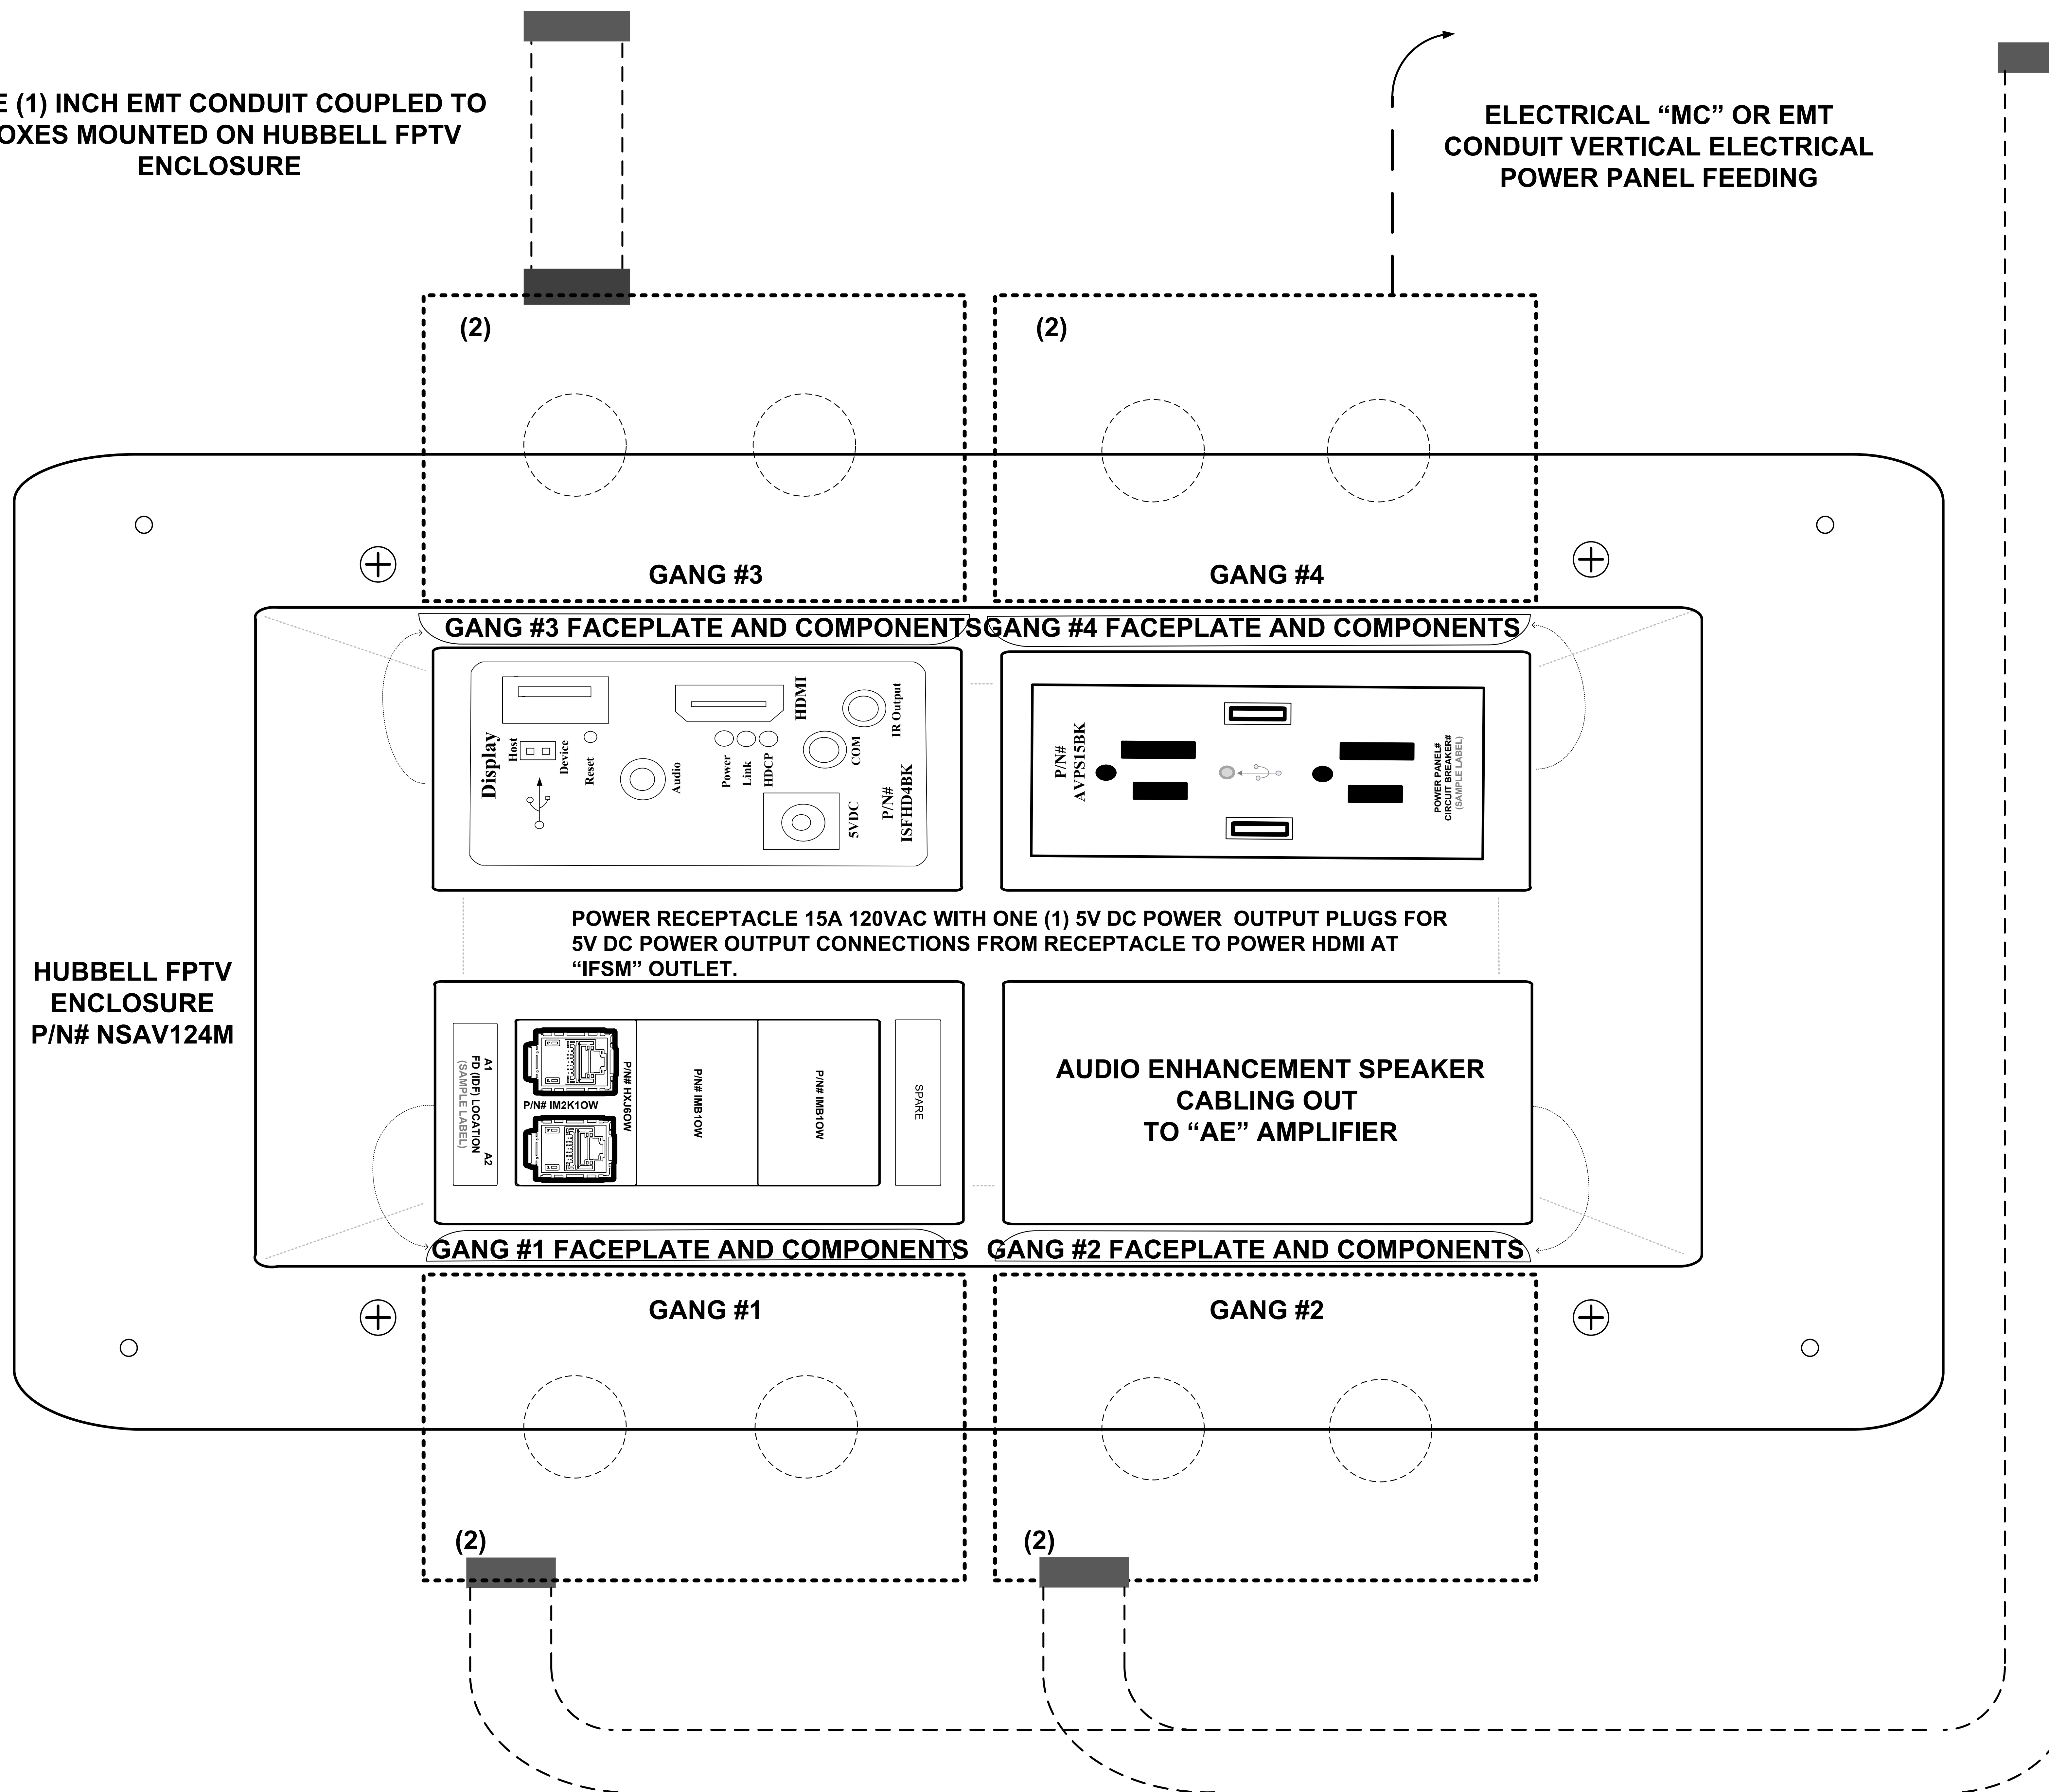 E (1) INCH EMT CONDUIT COUPLED TO
OXES MOUNTED ON HUBBELL FPTV
ENCLOSURE
ELECTRICAL “MC” OR EMT
CONDUIT VERTICAL ELECTRICAL
POWER PANEL FEEDING
(2)
(2)
GANG #3
GANG #4
GANG #3 FACEPLATE AND COMPONENTS
GANG #4 FACEPLATE AND COMPONENTS
Display
Host
Device
Reset
Audio
Power
Link
HDCP
HDMI
COM
IR Output
5VDC
P/N#
ISFHD4BK
P/N#
AVPS15BK
POWER PANEL#
CIRCUIT BREAKER#
(SAMPLE LABEL)
POWER RECEPTACLE 15A 120VAC WITH ONE (1) 5V DC POWER OUTPUT PLUGS FOR
5V DC POWER OUTPUT CONNECTIONS FROM RECEPTACLE TO POWER HDMI AT
“IFSM” OUTLET.
HUBBELL FPTV
ENCLOSURE
P/N# NSAV124M
A1 A2
FD (IDF) LOCATION
(SAMPLE LABEL)
P/N# IM2K1OW
P/N# HXJ6OW
P/N# IMB1OW
P/N# IMB1OW
SPARE
AUDIO ENHANCEMENT SPEAKER
CABLING OUT
TO “AE” AMPLIFIER
GANG #1 FACEPLATE AND COMPONENTS
GANG #2 FACEPLATE AND COMPONENTS
GANG #1
GANG #2
(2)
(2)